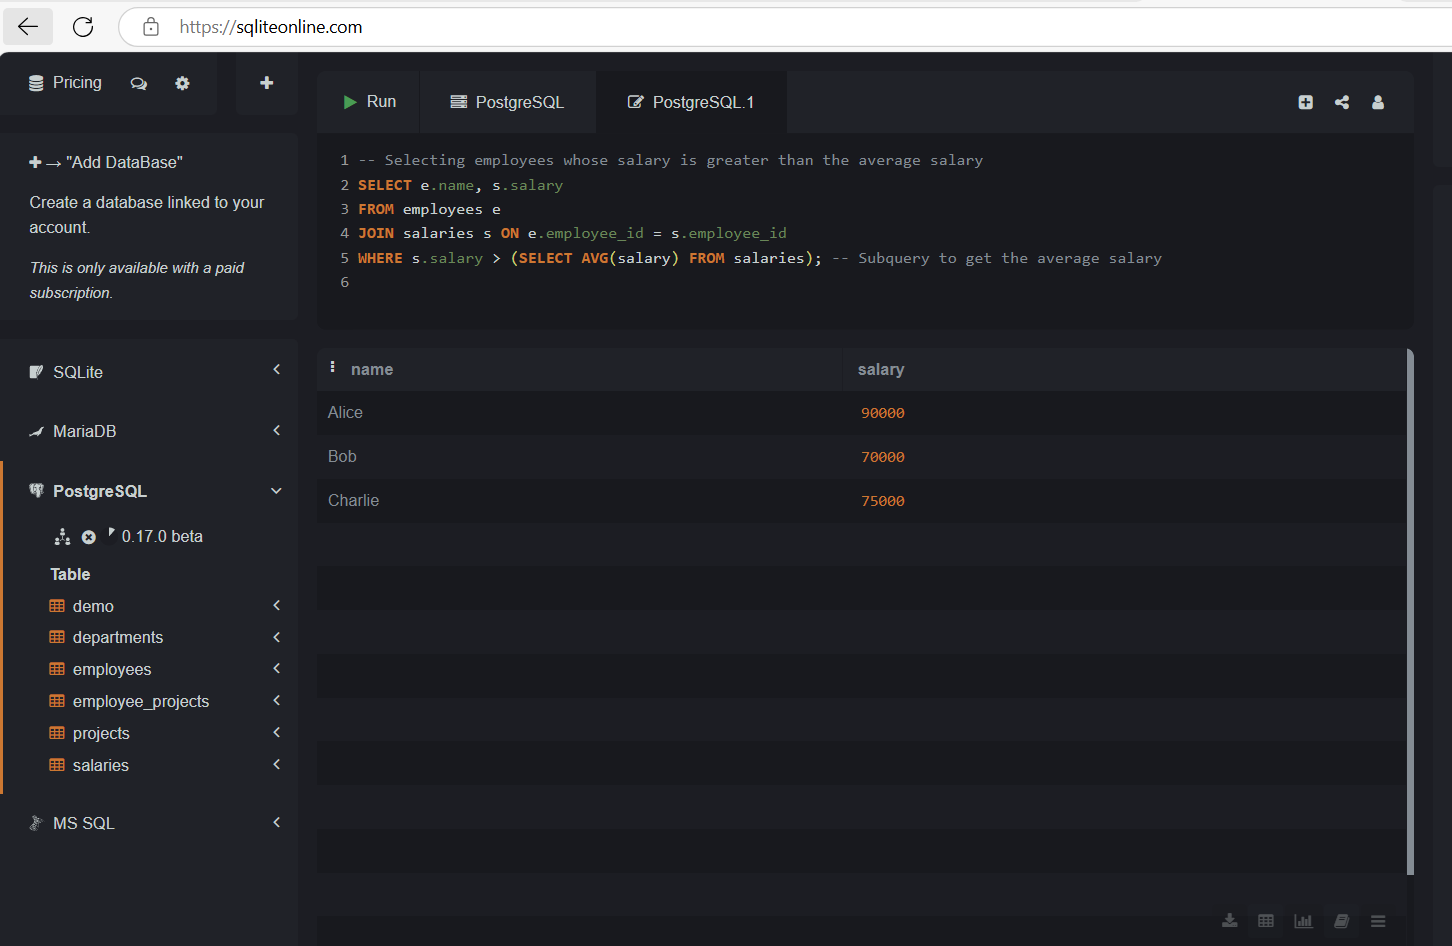 https://sqliteonline.com
Pricing
Run
PostgreSQL
PostgreSQL.1
"Add DataBase"
Create a database linked to your
account.
This is only available with a paid
subscription.
1 -- Selecting employees whose salary is greater than the average salary
2 SELECT e.name, s.salary
3 FROM employees e
4 JOIN salaries s ON e.employee_id = s.employee_id
5 WHERE s.salary > (SELECT AVG(salary) FROM salaries); -- Subquery to get the average salary
6
SQLite
MariaDB
PostgreSQL
0.17.0 beta
Table
demo
departments
employees
employee_projects
projects
salaries
MS SQL
name salary
Alice 90000
Bob 70000
Charlie 75000